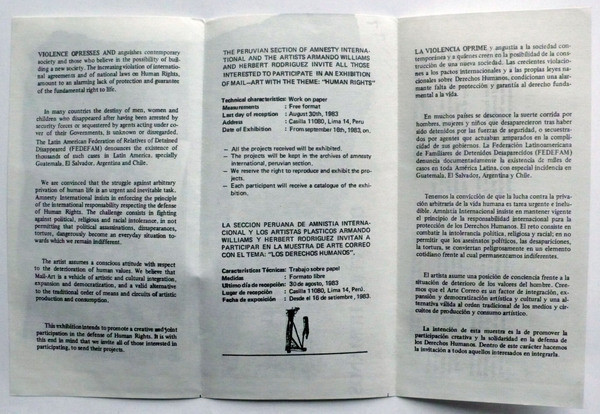 VIOLENCE OPRESSES AND anguishes contemporary
society and those who believe in the possibility of buil-
ding a new society. The increasing violation of interna-
tional agreement and of national laws on Human Rights,
amount to an alarming lack of protection and guarantee
of the fundamental right to life.
In many countries the destiny of men, women and
children who disappeared after having been arrested by
security forces or sequestered by agents acting under co-
ver of their Governments, is unknown or disregarded.
The Latin American Federation of Relatives of Detained
Disappeared (FEDEFAM) denounces the existence of
thousands of such cases in Latin America, specially
Guatemala, El Salvador, Argentina and Chile.
We are convinced that the struggle against arbitrary
privation of human life is an urgent and inevitable task.
Amnesty International insists in enforcing the principle
of the international responsibility respecting the defense
of Human Rights. The challenge consists in fighting
against political, religious and racial intolerance, in not
permitting that political assassinations, disappearances,
torture, dangerously become an everyday situation to-
wards which we remain indifferent.
The artist assumes a conscious attitude with respect
to the deterioration of human values. We believe that
Mail-Art is a vehicle of artistic and cultural integration,
expansion and democratization, and a valid alternative
to the traditional order of means and circuits of artistic
production and consumption.
This exhibition intends to promote a creative and joint
participation in the defense of Human Rights. It is with
this end in mind that we invite all of those interested in
participating, to send their projects.
THE PERUVIAN SECTION OF AMNESTY INTERNA-
TIONAL AND THE ARTISTS ARMANDO WILLIAMS
AND HERBERT RODRIGUEZ INVITE ALL THOSE
INTERESTED TO PARTICIPATE IN AN EXHIBITION
OF MAIL-ART WITH THE THEME: "HUMAN RIGHTS"
Technical characteristics: Work on paper
Measurements : Free format
Last day of reception : August 30th, 1983
Address : Casilla 11080, Lima 14, Peru
Date of Exhibition : From september 16th, 1983, on.
— All the projects received will be exhibited.
— The projects will be kept in the archives of amnesty
international, peruvian section.
— We reserve the right to reproduce and exhibit the pro-
jects.
— Each participant will receive a catalogue of the exhi-
bition.
LA SECCION PERUANA DE AMNISTIA INTERNA-
CIONAL Y LOS ARTISTAS PLASTICOS ARMANDO
WILLIAMS Y HERBERT RODRIGUEZ INVITAN A
PARTICIPAR EN LA MUESTRA DE ARTE CORREO
CON EL TEMA: "LOS DERECHOS HUMANOS".
Características Técnicas: Trabajo sobre papel
Medidas : Formato libre
Ultimo día de recepción: 30 de agosto, 1983
Lugar de recepción : Casilla 11080, Lima 14, Perú.
Fecha de exposición : Desde el 16 de setiembre, 1983.
LA VIOLENCIA OPRIME y angustia a la sociedad con-
temporánea y a quienes creen en la posibilidad de la cons-
trucción de una nueva sociedad. Las crecientes violacio-
nes a los pactos internacionales y a las propias leyes na-
cionales sobre Derechos Humanos, condicionan una alar-
mante falta de protección y garantía al derecho funda-
mental a la vida.
En muchos países se desconoce la suerte corrida por
hombres, mujeres y niños que desaparecieron tras haber
sido detenidos por las fuerzas de seguridad, o secuestra-
dos por agentes que actuaban amparados en la compli-
cidad de sus gobiernos. La Federación Latinoamericana
de Familiares de Detenidos Desaparecidos (FEDEFAM)
denuncia documentadamente la existencia de miles de
casos en toda América Latina, con especial incidencia en
Guatemala, El Salvador, Argentina y Chile.
Tenemos la convicción de que la lucha contra la pri-
vación arbitraria de la vida humana es tarea urgente e inelu-
dible. Amnistía Internacional insiste en mantener vigente
el principio de la responsabilidad internacional para la
protección de los Derechos Humanos. El reto consiste en
combatir la intolerancia política, religiosa y racial; en no
permitir que los asesinatos políticos, las desapariciones,
la tortura, se conviertan peligrosamente en un elemento
cotidiano frente al cual permanezcamos indiferentes.
El artista asume una posición de conciencia frente a la
situación de deterioro de los valores del hombre. Cree-
mos que el Arte Correo es un factor de integración, ex-
pansión y democratización artística y cultural y una al-
ternativa válida al orden tradicional de los medios y cir-
cuitos de producción y consumo artístico.
La intención de esta muestra es la de promover la
participación creativa y la solidaridad en la defensa de
los Derechos Humanos. Dentro de este carácter hacemos
la invitación a todos aquellos interesados en integrarla.